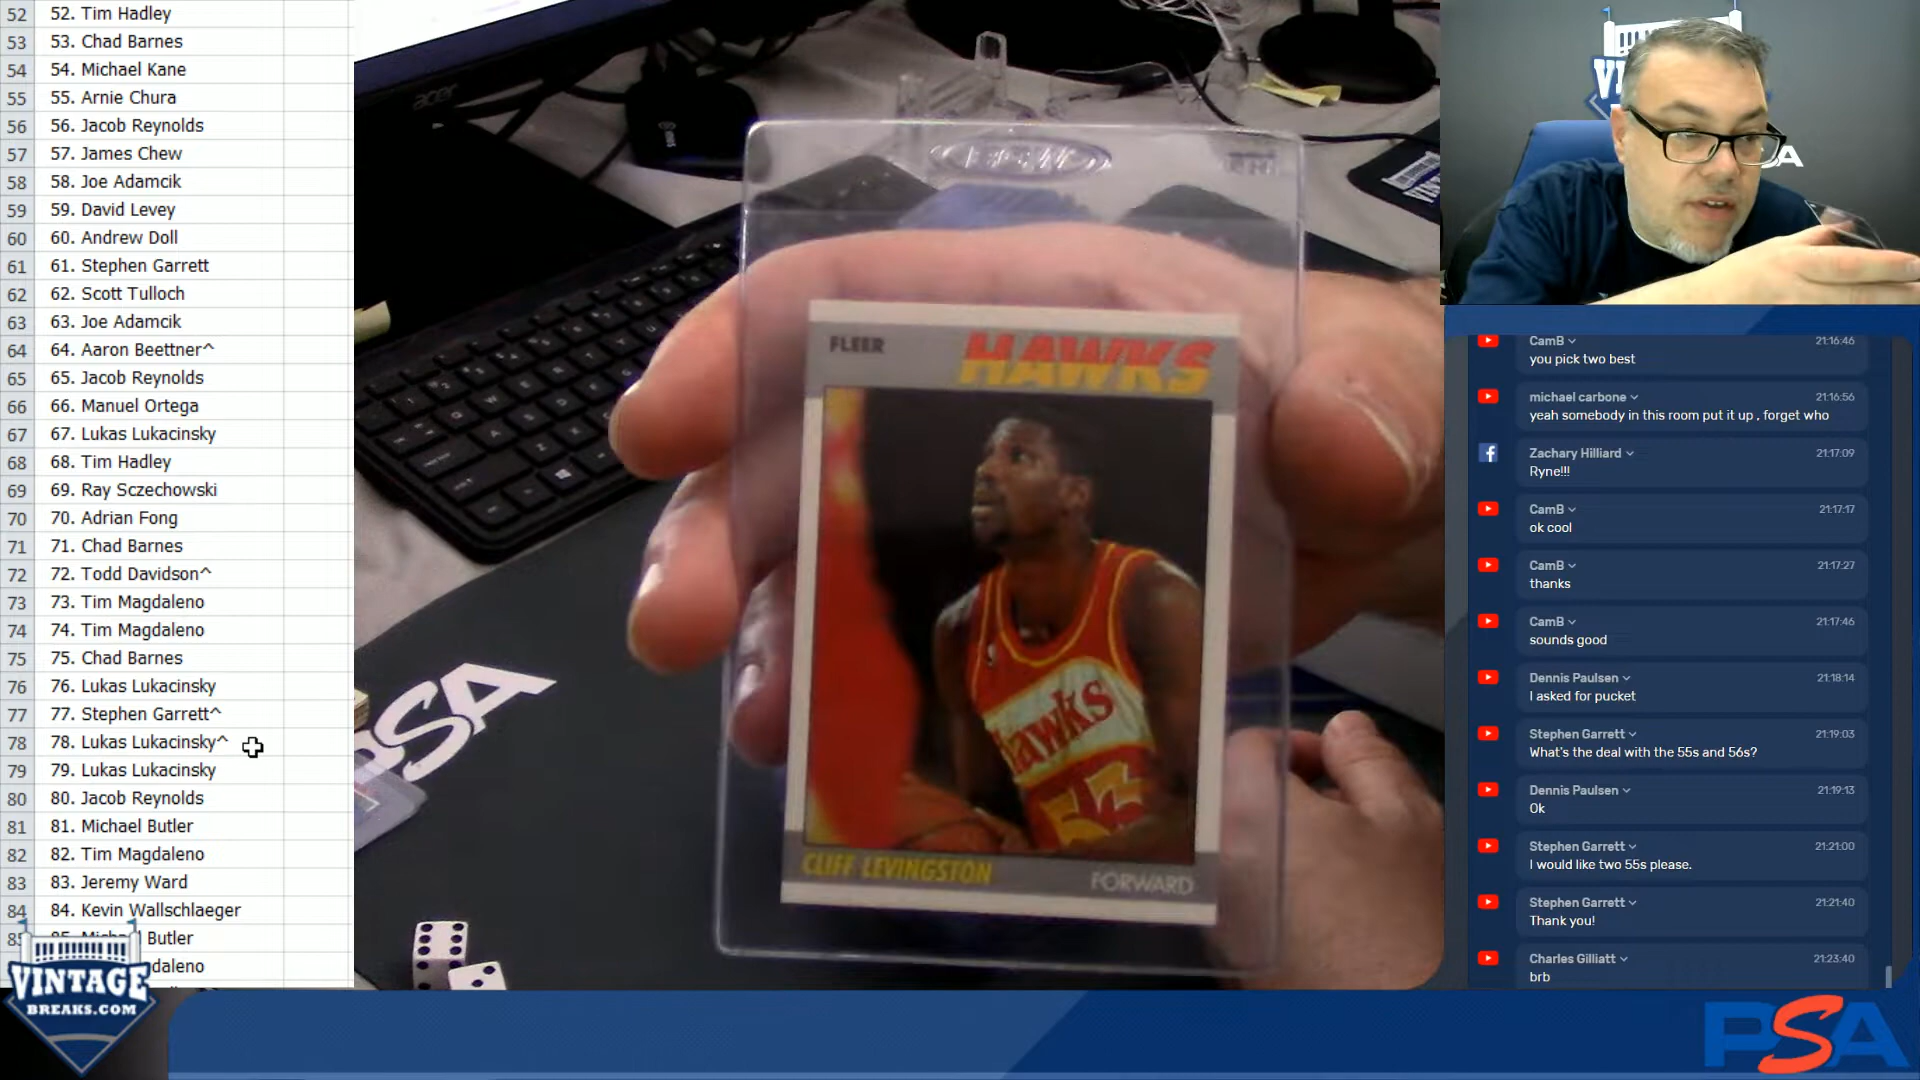 52 52. Tim Hadley
53 53. Chad Barnes
54 54. Michael Kane
55 55. Arnie Chura
56 56. Jacob Reynolds
57 57. James Chew
58 58. Joe Adamcik
59 59. David Levey
60 60. Andrew Doll
61 61. Stephen Garrett
62 62. Scott Tulloch
63 63. Joe Adamcik
64 64. Aaron Beettner^
65 65. Jacob Reynolds
66 66. Manuel Ortega
67 67. Lukas Lukacinsky
68 68. Tim Hadley
69 69. Ray Sczechowski
70 70. Adrian Fong
71 71. Chad Barnes
72 72. Todd Davidson^
73 73. Tim Magdaleno
74 74. Tim Magdaleno
75 75. Chad Barnes
76 76. Lukas Lukacinsky
77 77. Stephen Garrett^
78 78. Lukas Lukacinsky^
79 79. Lukas Lukacinsky
80 80. Jacob Reynolds
81 81. Michael Butler
82 82. Tim Magdaleno
83 83. Jeremy Ward
84 84. Kevin Wallschlaeger
Butler
daleno
VINTAGE
BREAKS.COM
acer
PSA
FLEER
HAWKS
Hawks
53
CLIFF LEVINGSTON
FORWARD
CamB 21:16:46
you pick two best
michael carbone 21:16:56
yeah somebody in this room put it up , forget who
Zachary Hilliard 21:17:09
Ryne!!!
CamB 21:17:17
ok cool
CamB 21:17:27
thanks
CamB 21:17:46
sounds good
Dennis Paulsen 21:18:14
I asked for pucket
Stephen Garrett 21:19:03
What's the deal with the 55s and 56s?
Dennis Paulsen 21:19:13
Ok
Stephen Garrett 21:21:00
I would like two 55s please.
Stephen Garrett 21:21:40
Thank you!
Charles Gilliatt 21:23:40
brb
PSA